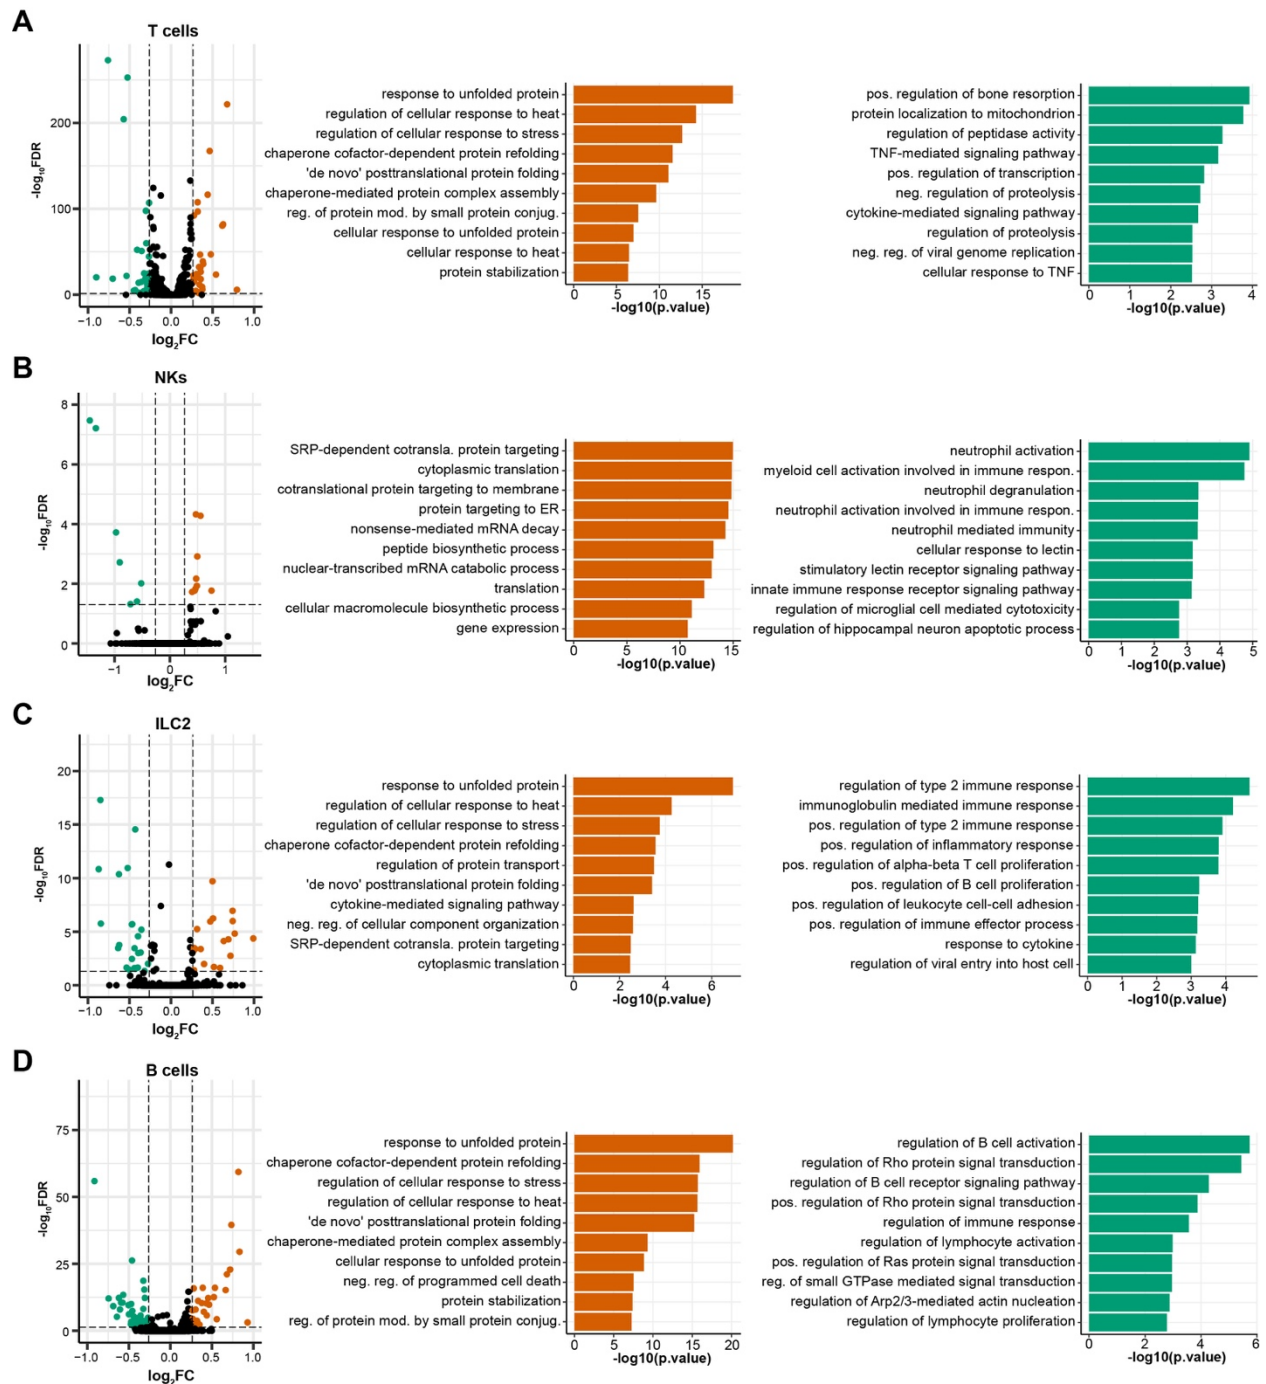 A
T cells
-log10FDR
200
100
0
−1.0 −0.5 0.0 0.5 1.0
log2FC
response to unfolded protein
regulation of cellular response to heat
regulation of cellular response to stress
chaperone cofactor-dependent protein refolding
'de novo' posttranslational protein folding
chaperone-mediated protein complex assembly
reg. of protein mod. by small protein conjug.
cellular response to unfolded protein
cellular response to heat
protein stabilization
0 5 10 15
-log10(p.value)
pos. regulation of bone resorption
protein localization to mitochondrion
regulation of peptidase activity
TNF-mediated signaling pathway
pos. regulation of transcription
neg. regulation of proteolysis
cytokine-mediated signaling pathway
regulation of proteolysis
neg. reg. of viral genome replication
cellular response to TNF
0 1 2 3 4
-log10(p.value)
B
NKs
-log10FDR
8
6
4
2
0
−1 0 1
log2FC
SRP-dependent cotransla. protein targeting
cytoplasmic translation
cotranslational protein targeting to membrane
protein targeting to ER
nonsense-mediated mRNA decay
peptide biosynthetic process
nuclear-transcribed mRNA catabolic process
translation
cellular macromolecule biosynthetic process
gene expression
0 5 10 15
-log10(p.value)
neutrophil activation
myeloid cell activation involved in immune respon.
neutrophil degranulation
neutrophil activation involved in immune respon.
neutrophil mediated immunity
cellular response to lectin
stimulatory lectin receptor signaling pathway
innate immune response receptor signaling pathway
regulation of microglial cell mediated cytotoxicity
regulation of hippocampal neuron apoptotic process
0 1 2 3 4 5
-log10(p.value)
C
ILC2
-log10FDR
20
15
10
5
0
−1.0 −0.5 0.0 0.5 1.0
log2FC
response to unfolded protein
regulation of cellular response to heat
regulation of cellular response to stress
chaperone cofactor-dependent protein refolding
regulation of protein transport
'de novo' posttranslational protein folding
cytokine-mediated signaling pathway
neg. reg. of cellular component organization
SRP-dependent cotransla. protein targeting
cytoplasmic translation
0 2 4 6
-log10(p.value)
regulation of type 2 immune response
immunoglobulin mediated immune response
pos. regulation of type 2 immune response
pos. regulation of inflammatory response
pos. regulation of alpha-beta T cell proliferation
pos. regulation of B cell proliferation
pos. regulation of leukocyte cell-cell adhesion
pos. regulation of immune effector process
response to cytokine
regulation of viral entry into host cell
0 1 2 3 4
-log10(p.value)
D
B cells
-log10FDR
75
50
25
0
−1.0 −0.5 0.0 0.5 1.0
log2FC
response to unfolded protein
chaperone cofactor-dependent protein refolding
regulation of cellular response to stress
regulation of cellular response to heat
'de novo' posttranslational protein folding
chaperone-mediated protein complex assembly
cellular response to unfolded protein
neg. reg. of programmed cell death
protein stabilization
reg. of protein mod. by small protein conjug.
0 5 10 15 20
-log10(p.value)
regulation of B cell activation
regulation of Rho protein signal transduction
regulation of B cell receptor signaling pathway
pos. regulation of Rho protein signal transduction
regulation of immune response
regulation of lymphocyte activation
pos. regulation of Ras protein signal transduction
reg. of small GTPase mediated signal transduction
regulation of Arp2/3-mediated actin nucleation
regulation of lymphocyte proliferation
0 2 4 6
-log10(p.value)